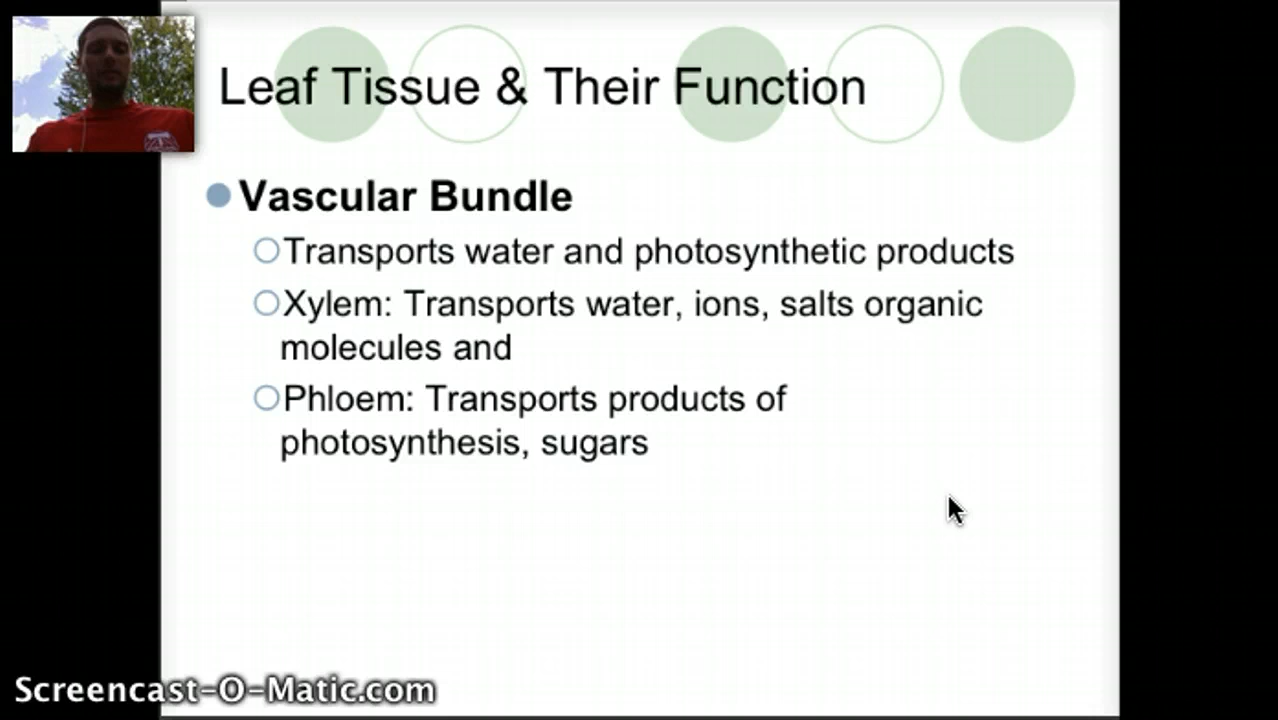 Leaf Tissue & Their Function
Vascular Bundle
Transports water and photosynthetic products
Xylem: Transports water, ions, salts organic
molecules and
Phloem: Transports products of
photosynthesis, sugars
Screencast-O-Matic.com